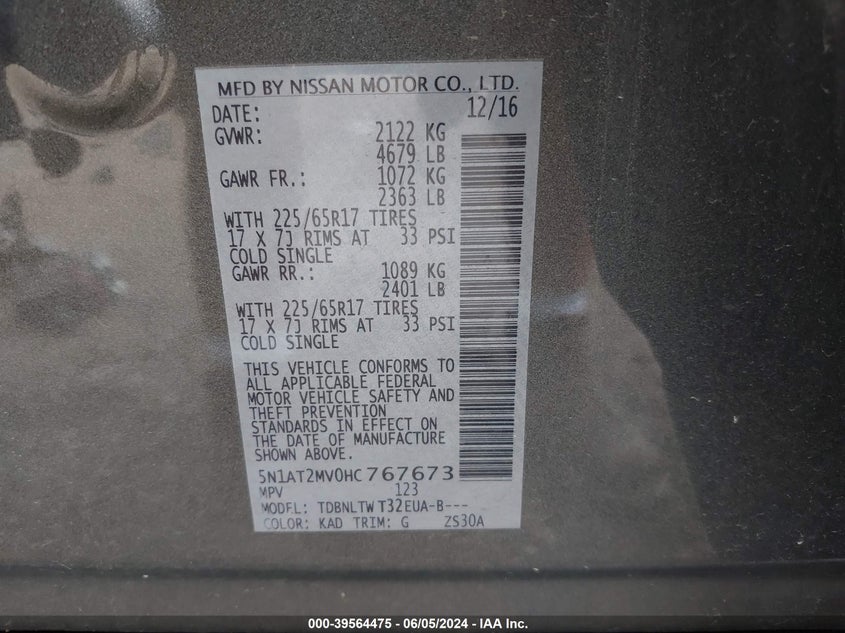 MFD BY NISSAN MOTOR CO., LTD.
DATE: 12/16
GVWR: 2122 KG
4679 LB
GAWR FR.: 1072 KG
2363 LB
WITH 225/65R17 TIRES
17 X 7J RIMS AT 33 PSI
COLD SINGLE
GAWR RR.: 1089 KG
2401 LB
WITH 225/65R17 TIRES
17 X 7J RIMS AT 33 PSI
COLD SINGLE
THIS VEHICLE CONFORMS TO
ALL APPLICABLE FEDERAL
MOTOR VEHICLE SAFETY AND
THEFT PREVENTION
STANDARDS IN EFFECT ON
THE DATE OF MANUFACTURE
SHOWN ABOVE.
5N1AT2MV0HC767673
MPV 123
MODEL: TDBNLTW T32EUA-B---
COLOR: KAD TRIM: G ZS30A
000-39564475 - 06/05/2024 - IAA Inc.